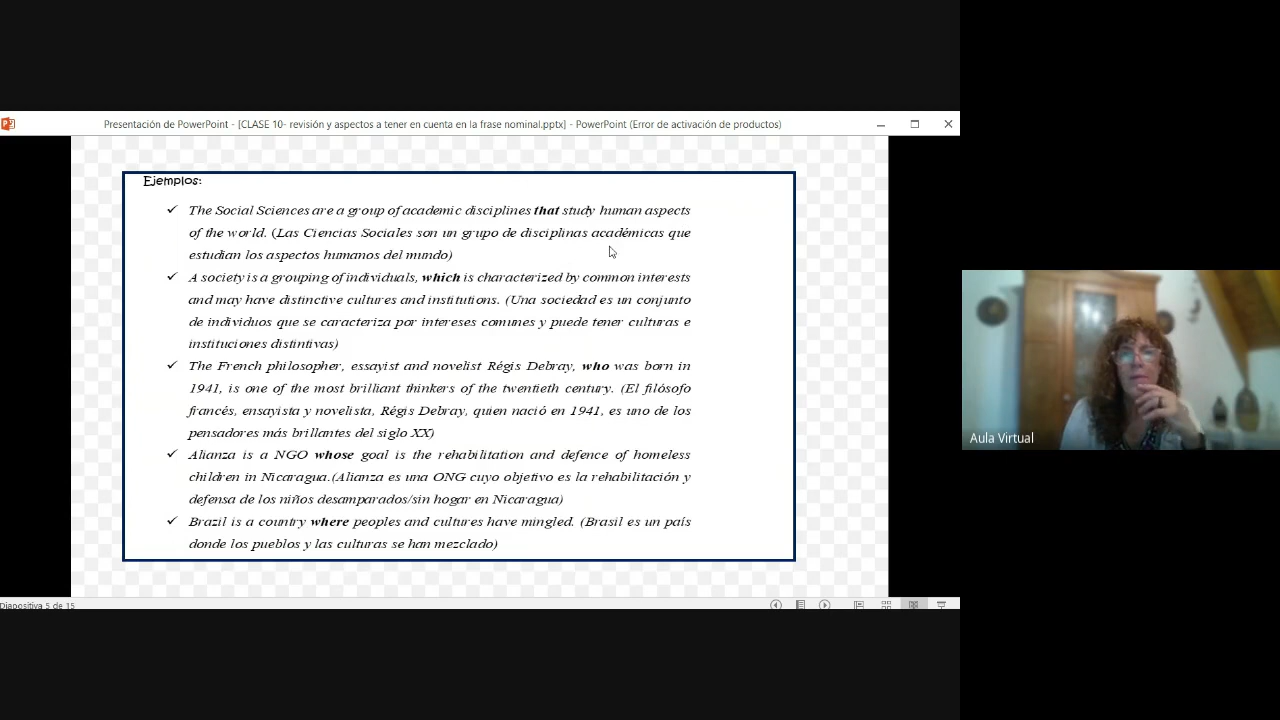 Presentación de PowerPoint - [CLASE 10- revisión y aspectos a tener en cuenta en la frase nominal.pptx] - PowerPoint (Error de activación de productos)
Ejemplos:
The Social Sciences are a group of academic disciplines that study human aspects
of the world. (Las Ciencias Sociales son un grupo de disciplinas académicas que
estudian los aspectos humanos del mundo)
A society is a grouping of individuals, which is characterized by common interests
and may have distinctive cultures and institutions. (Una sociedad es un conjunto
de individuos que se caracteriza por intereses comunes y puede tener culturas e
instituciones distintivas)
The French philosopher, essayist and novelist Régis Debray, who was born in
1941, is one of the most brilliant thinkers of the twentieth century. (El filósofo
francés, ensayista y novelista, Régis Debray, quien nació en 1941, es uno de los
pensadores más brillantes del siglo XX)
Alianza is a NGO whose goal is the rehabilitation and defence of homeless
children in Nicaragua.(Alianza es una ONG cuyo objetivo es la rehabilitación y
defensa de los niños desamparados/sin hogar en Nicaragua)
Brazil is a country where peoples and cultures have mingled. (Brasil es un país
donde los pueblos y las culturas se han mezclado)
Diapositiva 5 de 15
Aula Virtual